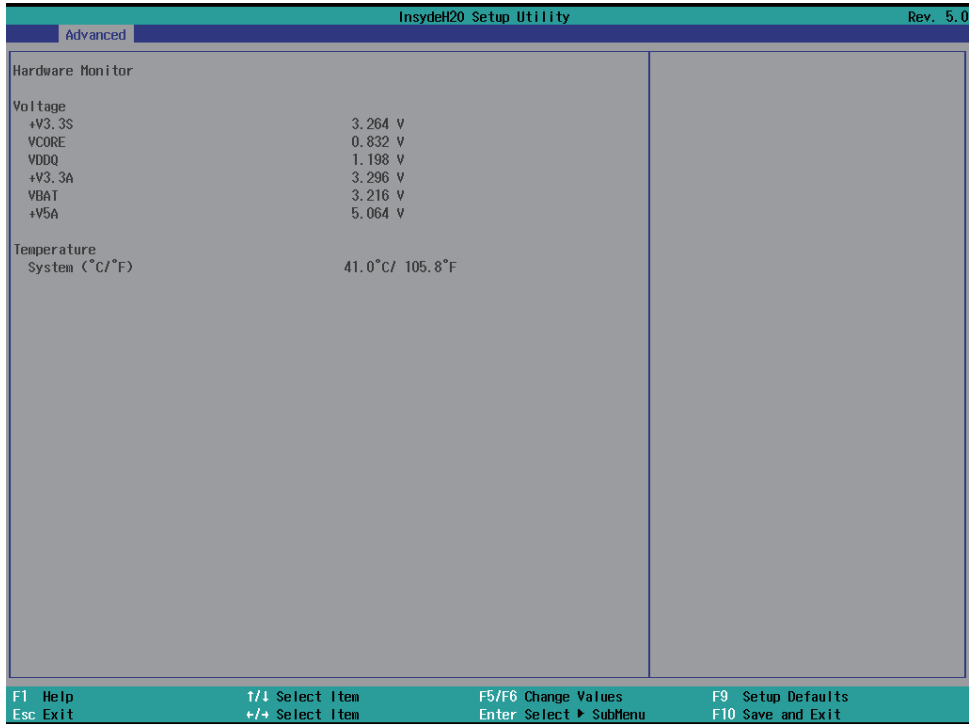 InsydeH20 Setup Utility Rev. 5.0
Advanced
Hardware Monitor
Voltage
+V3.3S 3.264 V
VCORE 0.832 V
VDDQ 1.198 V
+V3.3A 3.296 V
VBAT 3.216 V
+V5A 5.064 V
Temperature
System (°C/°F) 41.0°C/ 105.8°F
F1 Help ↑/↓ Select Item F5/F6 Change Values F9 Setup Defaults
Esc Exit ←/→ Select Item Enter Select ▶ SubMenu F10 Save and Exit